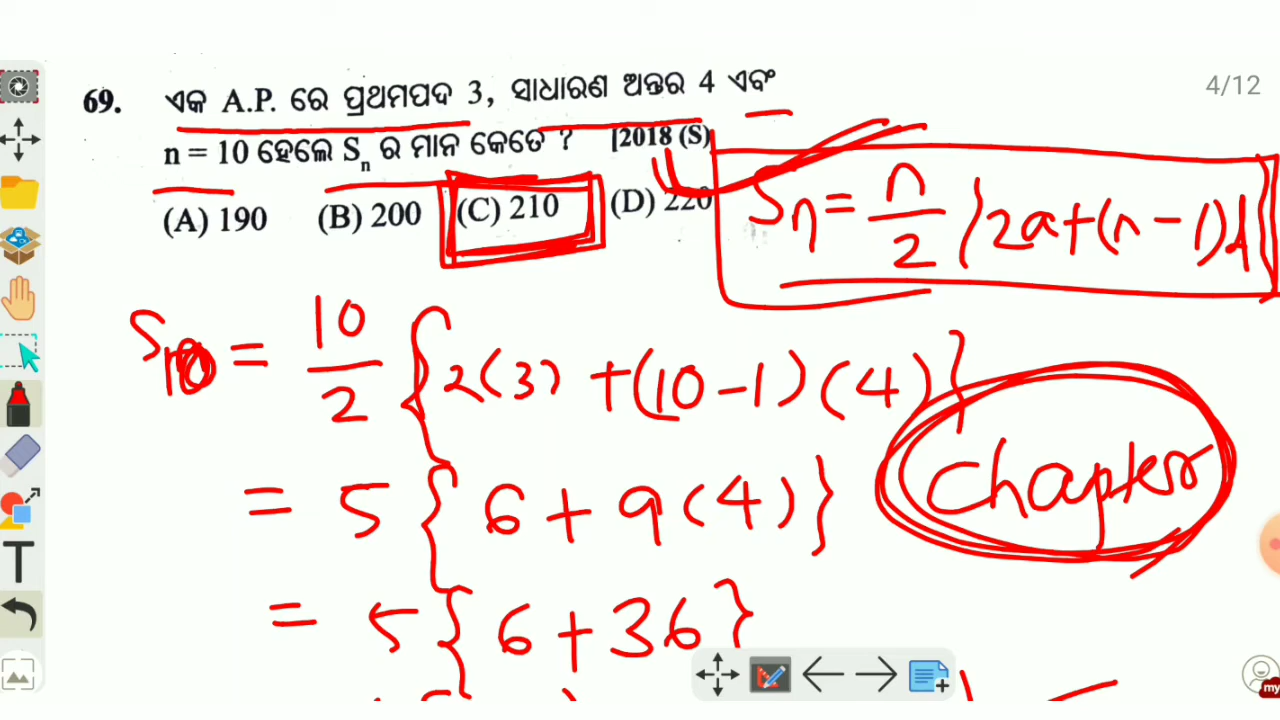 4/12
69. ଏକ A.P. ରେ ପ୍ରଥମପଦ 3, ସାଧାରଣ ଅନ୍ତର 4 ଏବଂ
n = 10 ହେଲେ Sn ର ମାନ କେତେ ? [2018 (S)
(A) 190 (B) 200 (C) 210 (D) 220
Sn = n/2 {2a+(n-1)d}
S10 = 10/2 {2(3) + (10-1)(4)}
= 5 {6 + 9(4)}
chapter
= 5 {6 + 36}
T
my